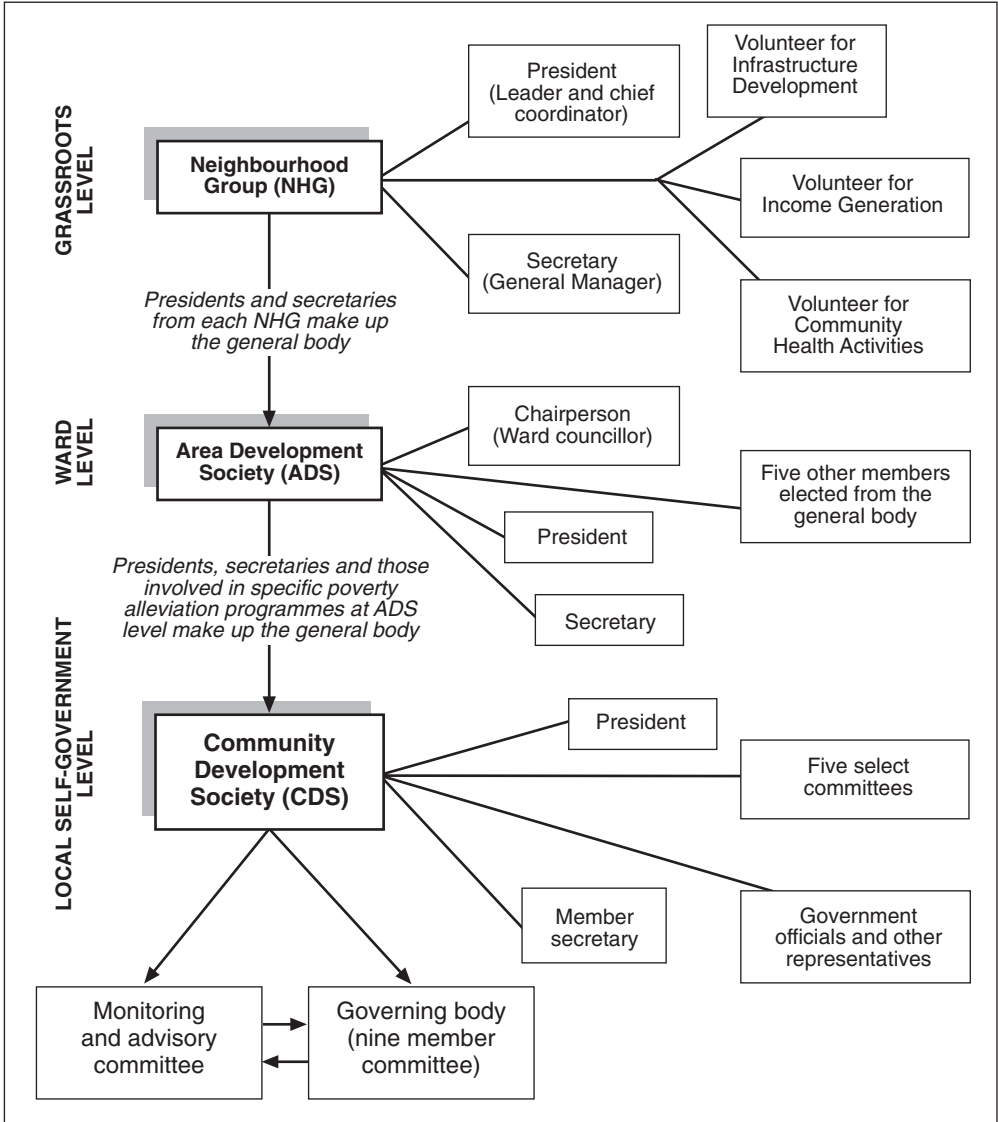 GRASSROOTS
LEVEL
Neighbourhood
Group (NHG)
President
(Leader and chief
coordinator)
Secretary
(General Manager)
Volunteer for
Infrastructure
Development
Volunteer for
Income Generation
Volunteer for
Community
Health Activities
Presidents and secretaries
from each NHG make up
the general body
WARD
LEVEL
Area Development
Society (ADS)
Chairperson
(Ward councillor)
Five other members
elected from the
general body
President
Secretary
Presidents, secretaries and those
involved in specific poverty
alleviation programmes at ADS
level make up the general body
LOCAL SELF-GOVERNMENT
LEVEL
Community
Development
Society (CDS)
President
Five select
committees
Member
secretary
Government
officials and other
representatives
Monitoring
and advisory
committee
Governing body
(nine member
committee)